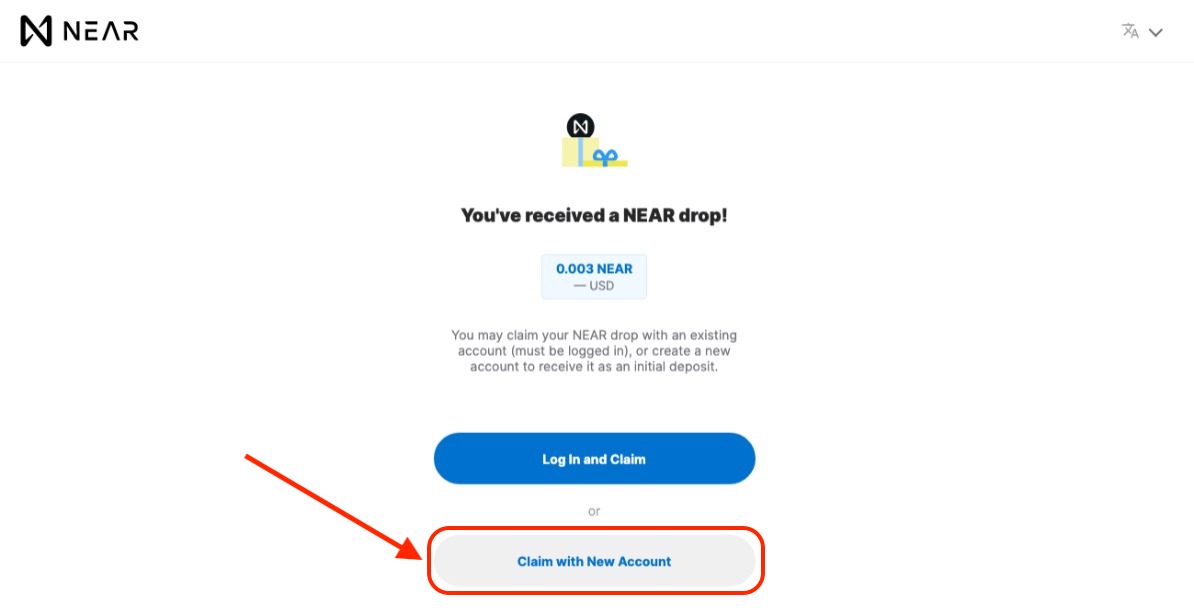 NEAR
You've received a NEAR drop!
0.003 NEAR
— USD
You may claim your NEAR drop with an existing
account (must be logged in), or create a new
account to receive it as an initial deposit.
Log In and Claim
or
Claim with New Account